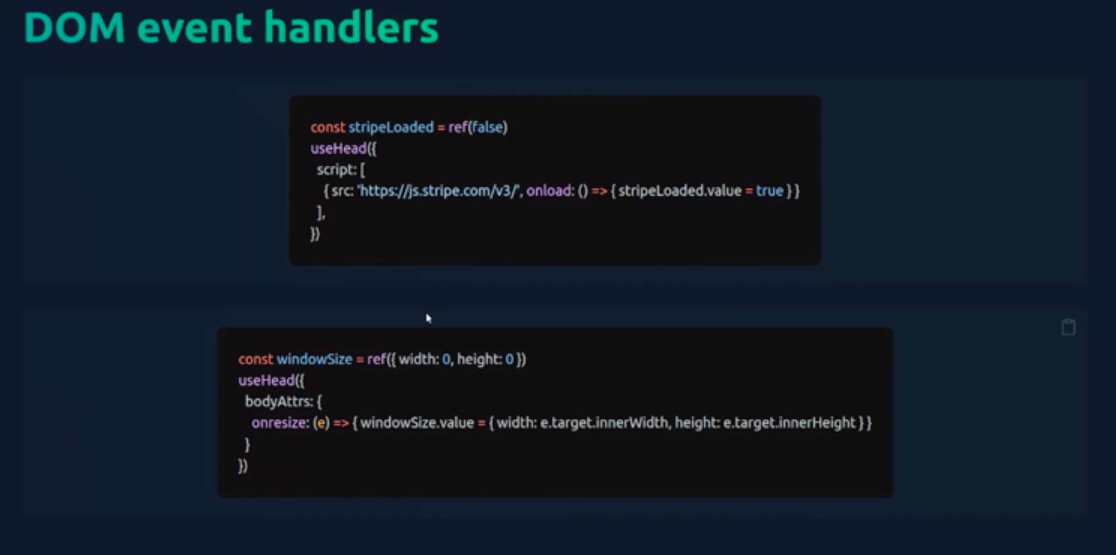 DOM event handlers
const stripeLoaded = ref(false)
useHead({
script: [
{ src: 'https://js.stripe.com/v3/', onload: () => { stripeLoaded.value = true } }
],
})
const windowSize = ref({ width: 0, height: 0 })
useHead({
bodyAttrs: {
onresize: (e) => { windowSize.value = { width: e.target.innerWidth, height: e.target.innerHeight } }
}
})